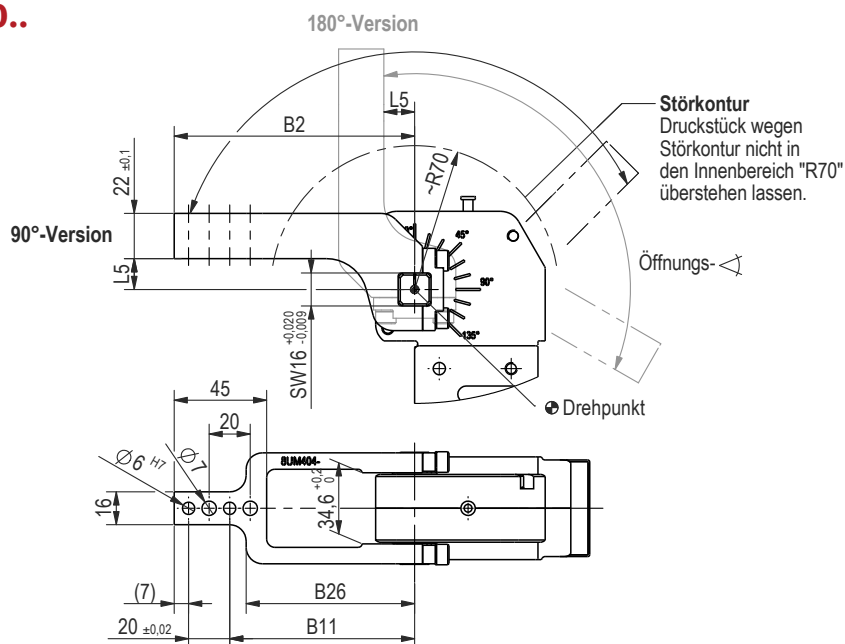 180°-Version
L5
B2
~R70
Störkontur
Druckstück wegen
Störkontur nicht in
den Innenbereich "R70"
überstehen lassen.
22 ±0,1
90°-Version
45°
Öffnungs-
90°
L5
135°
SW16 +0,020 -0,009
Drehpunkt
45
20
Ø6 H7
Ø7
8UM404-
34,6 +0,2 0
16
(7)
B26
20 ±0,02
B11